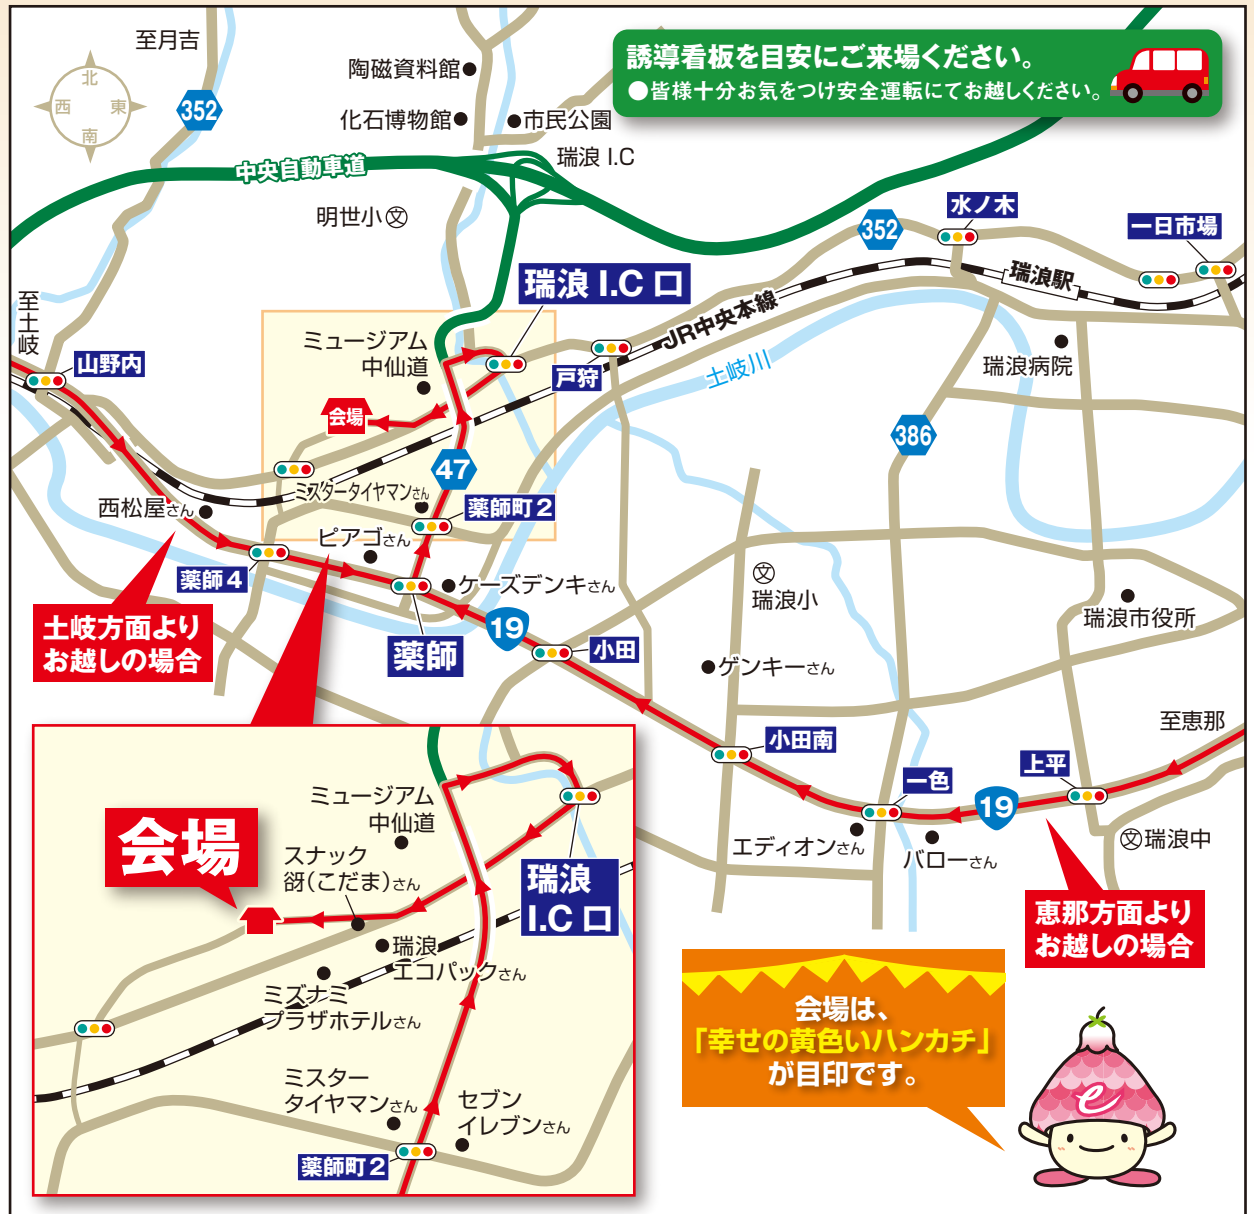 至月吉
北
西 東
南
352
陶磁資料館
化石博物館
市民公園
瑞浪 I.C
誘導看板を目安にご来場ください。
●皆様十分お気をつけ安全運転にてお越しください。
中央自動車道
明世小
文
352
水ノ木
一日市場
瑞浪駅
至土岐
瑞浪 I.C 口
JR中央本線
土岐川
ミュージアム
中仙道
山野内
戸狩
瑞浪病院
会場
386
47
ミスタータイヤマンさん
西松屋さん
薬師町2
ピアゴさん
薬師4
ケーズデンキさん
文
瑞浪小
瑞浪市役所
土岐方面より
お越しの場合
薬師
19
小田
ゲンキーさん
至恵那
小田南
一色
上平
19
エディオンさん
バローさん
文
瑞浪中
恵那方面より
お越しの場合
ミュージアム
中仙道
会場
スナック
谺(こだま)さん
瑞浪
I.C 口
瑞浪
エコパックさん
ミズナミ
プラザホテルさん
ミスター
タイヤマンさん
セブン
イレブンさん
薬師町2
会場は、
「幸せの黄色いハンカチ」
が目印です。
e